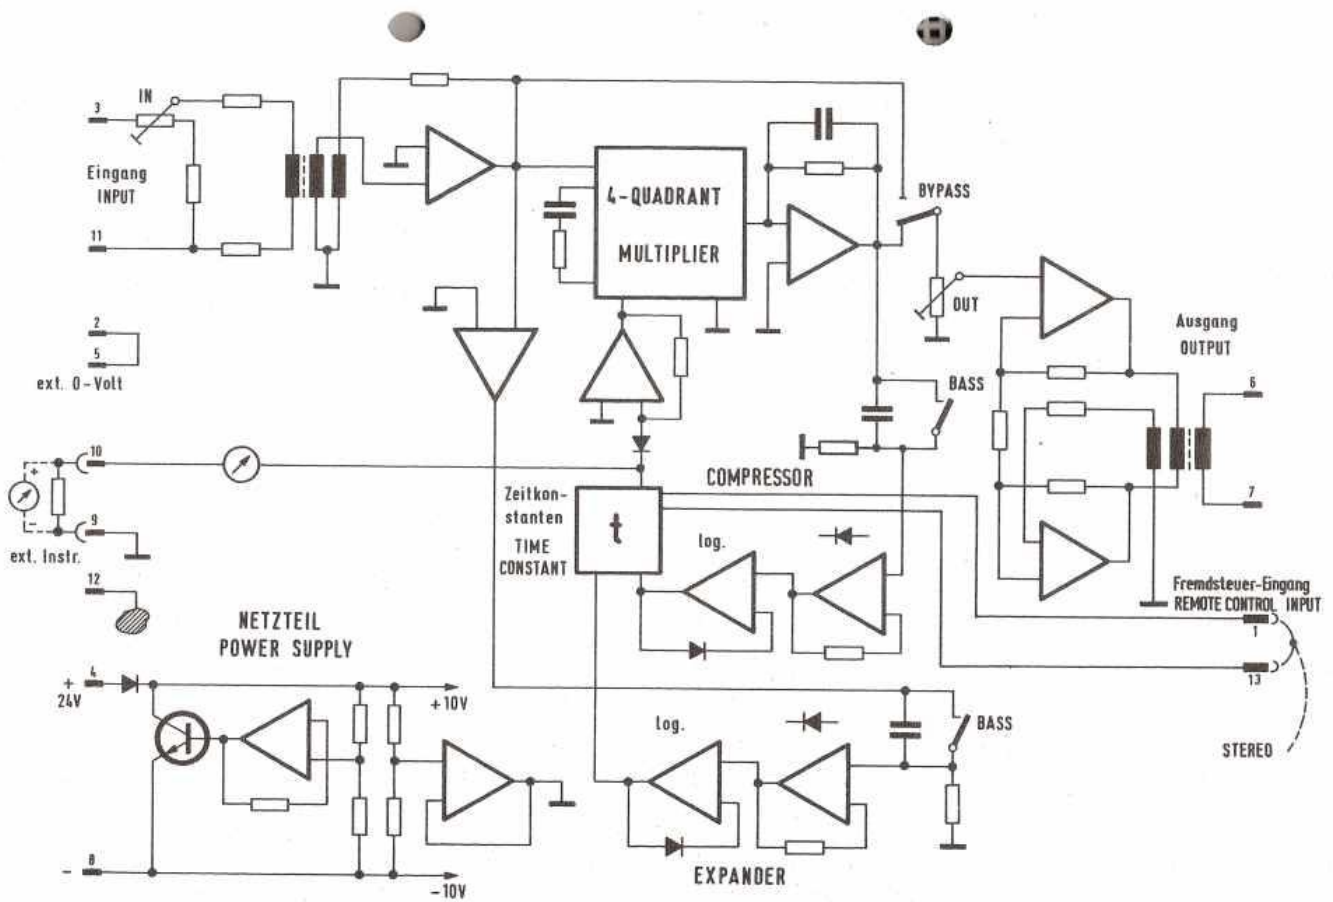 IN
3
Eingang
INPUT
11
4-QUADRANT
MULTIPLIER
BYPASS
OUT
2
5
ext. 0-Volt
Ausgang
OUTPUT
6
7
BASS
10
+
-
9
ext. Instr.
COMPRESSOR
Zeitkon-
stanten
TIME
CONSTANT
t
log.
12
Fremdsteuer-Eingang
REMOTE CONTROL INPUT
1
13
STEREO
NETZTEIL
POWER SUPPLY
+
24V
4
+10V
log.
BASS
-
8
-10V
EXPANDER